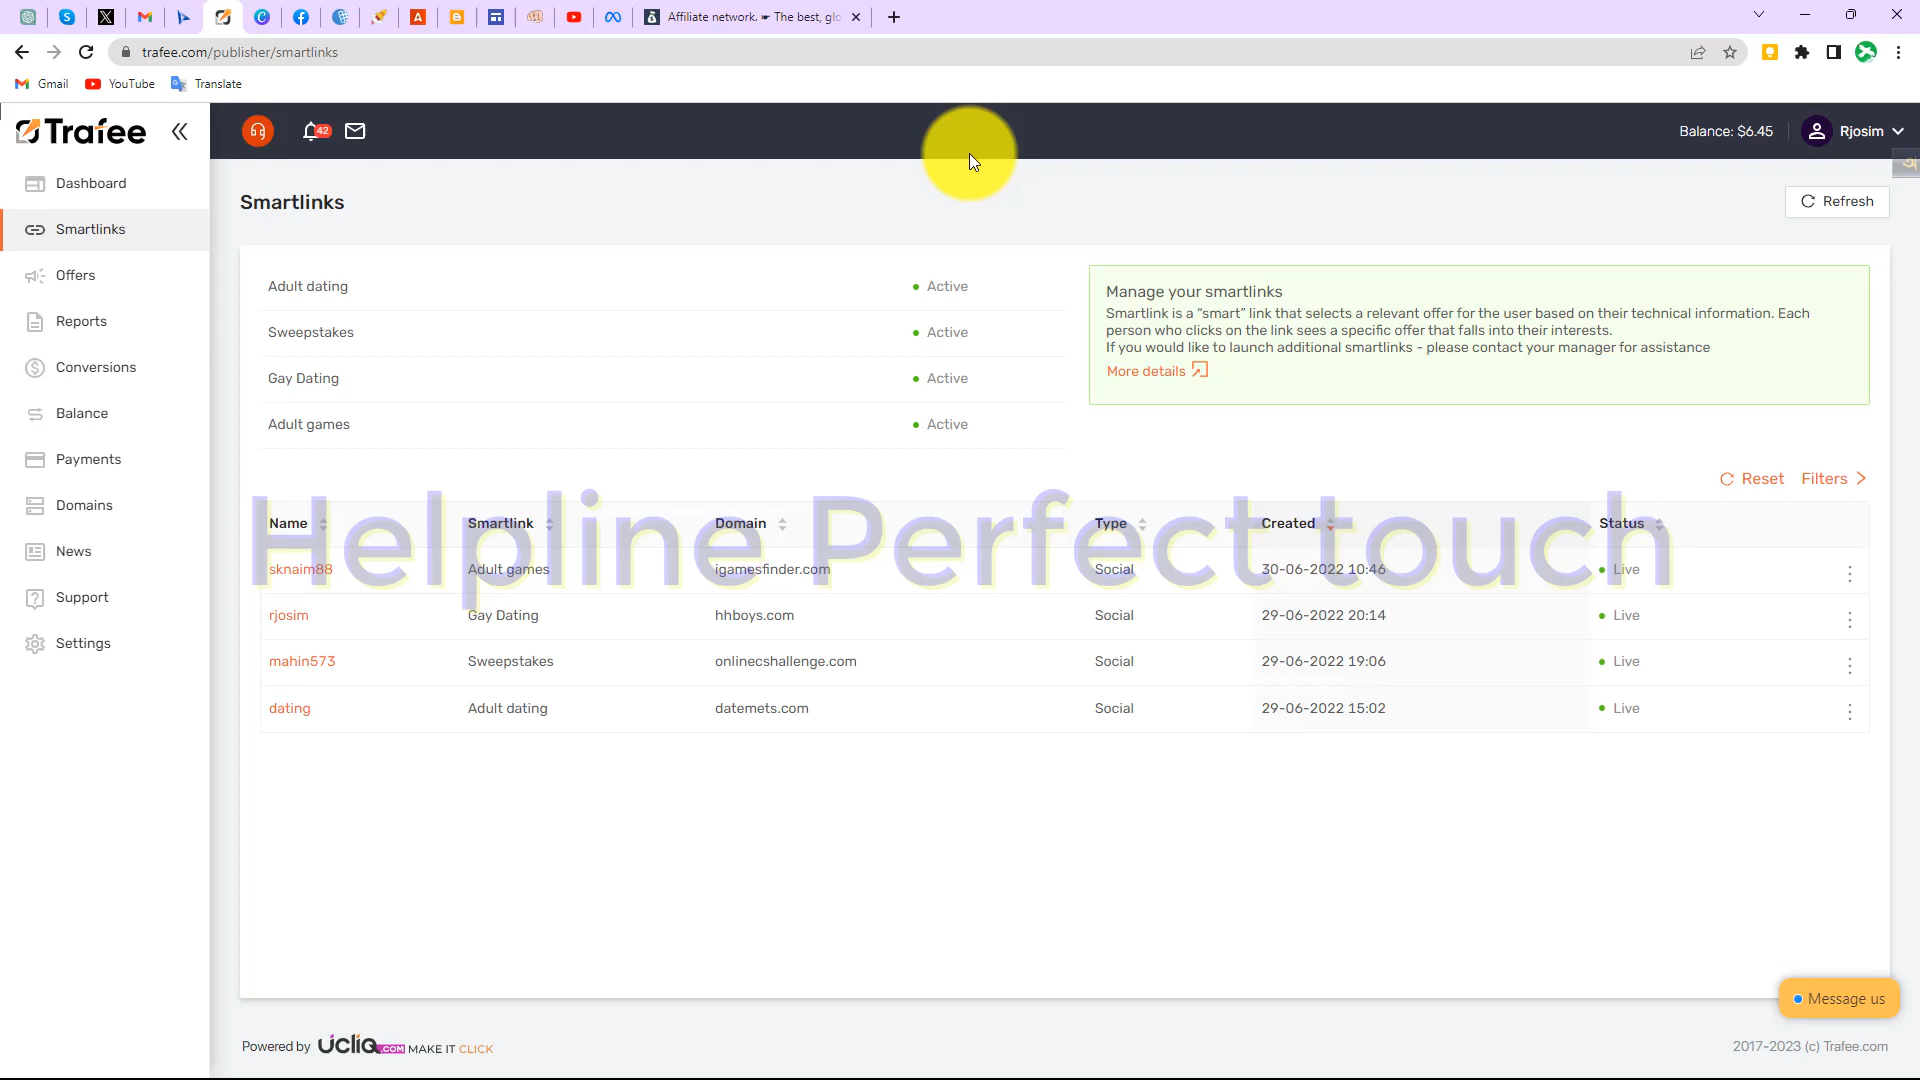 Affiliate network. ☛ The best, glo
trafee.com/publisher/smartlinks
Gmail YouTube Translate
Trafee
42
Balance: $6.45 Rjosim
Dashboard
Smartlinks
Offers
Reports
Conversions
Balance
Payments
Domains
News
Support
Settings
Smartlinks
Refresh
Adult dating Active
Sweepstakes Active
Gay Dating Active
Adult games Active
Manage your smartlinks
Smartlink is a “smart” link that selects a relevant offer for the user based on their technical information. Each
person who clicks on the link sees a specific offer that falls into their interests.
If you would like to launch additional smartlinks - please contact your manager for assistance
More details
Reset Filters
Helpline Perfect touch
Name Smartlink Domain Type Created Status
sknaim88 Adult games igamesfinder.com Social 30-06-2022 10:46 Live
rjosim Gay Dating hhboys.com Social 29-06-2022 20:14 Live
mahin573 Sweepstakes onlinecshallenge.com Social 29-06-2022 19:06 Live
dating Adult dating datemets.com Social 29-06-2022 15:02 Live
Message us
Powered by UCLIQ.COM MAKE IT CLICK
2017-2023 (c) Trafee.com